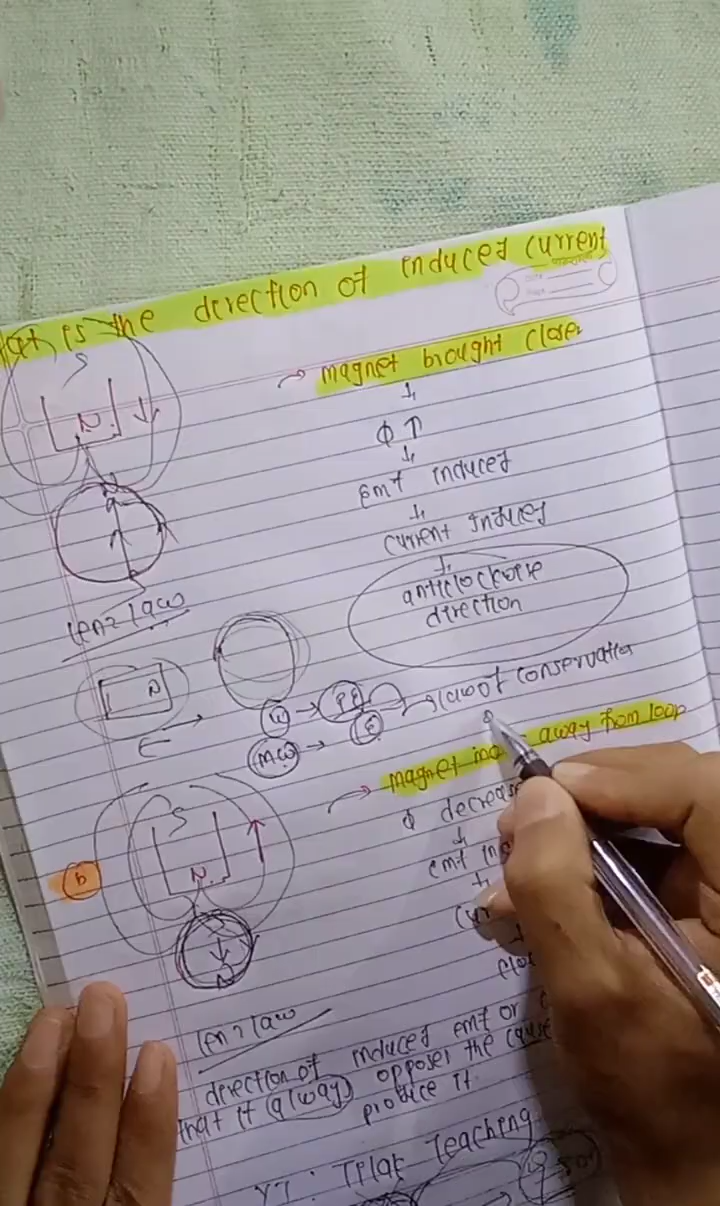 is the direction of induced current
S
→ magnet brought closer
N ↓
↓
Φ ↑
↓
emf induced
↓
current induced
↓
anticlockwise
direction
lenz law
N
W → PE → law of conservation
E
→
→ magnet away from loop
Φ decrease
↓
b
S
N
emf
↓
lenz law
direction of induced emf or
that it always opposes the cause
produce it
YT: Teaching